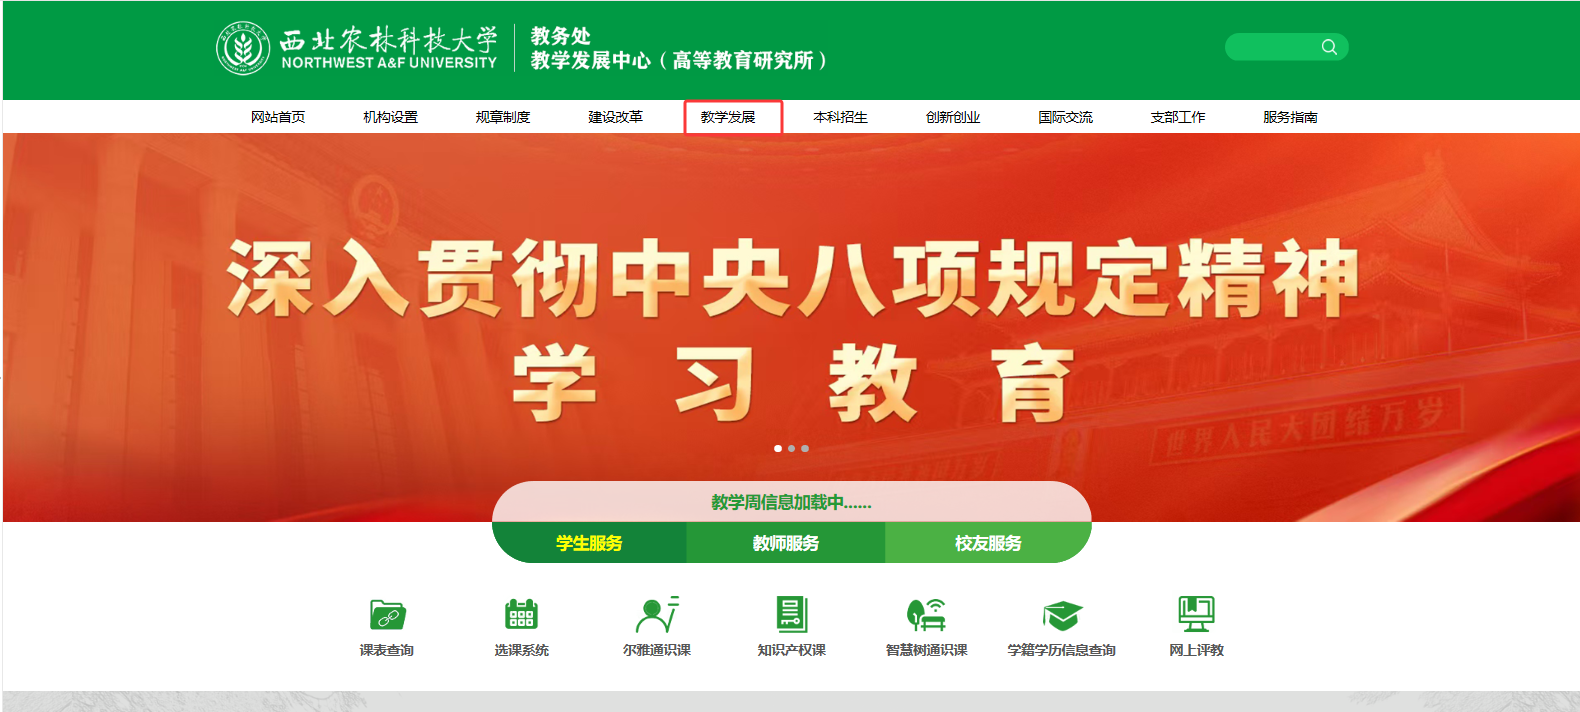 西北农林科技大学
NORTHWEST A&F UNIVERSITY
教务处
教学发展中心（高等教育研究所）
网站首页 机构设置 规章制度 建设改革 教学发展 本科招生 创新创业 国际交流 支部工作 服务指南
深入贯彻中央八项规定精神
学习教育
世界人民大团结万岁
教学周信息加载中......
学生服务 教师服务 校友服务
课表查询 选课系统 尔雅通识课 知识产权课 智慧树通识课 学籍学历信息查询 网上评教